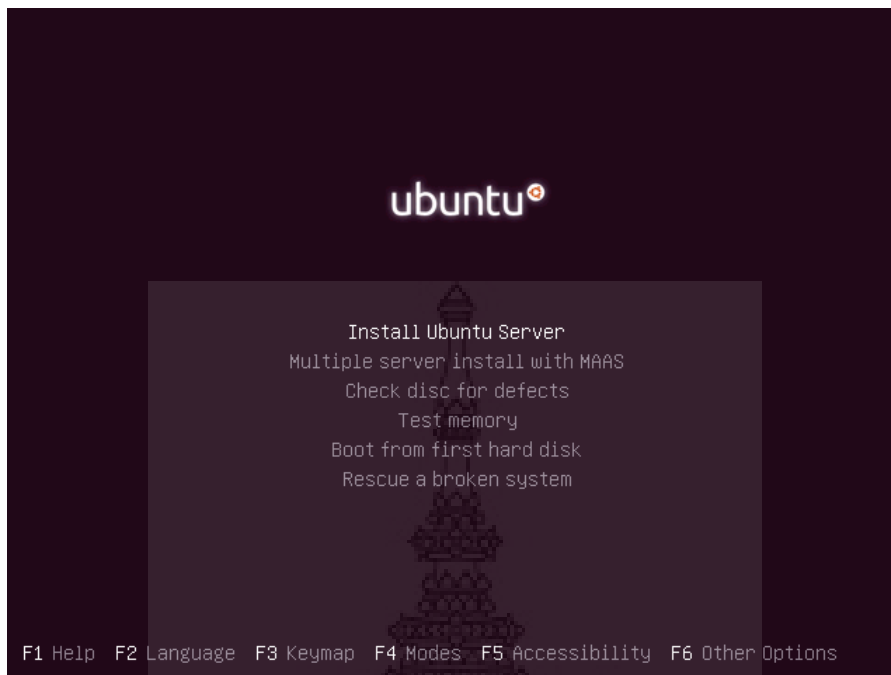 ubuntu
Install Ubuntu Server
Multiple server install with MAAS
Check disc for defects
Test memory
Boot from first hard disk
Rescue a broken system
F1 Help F2 Language F3 Keymap F4 Modes F5 Accessibility F6 Other Options